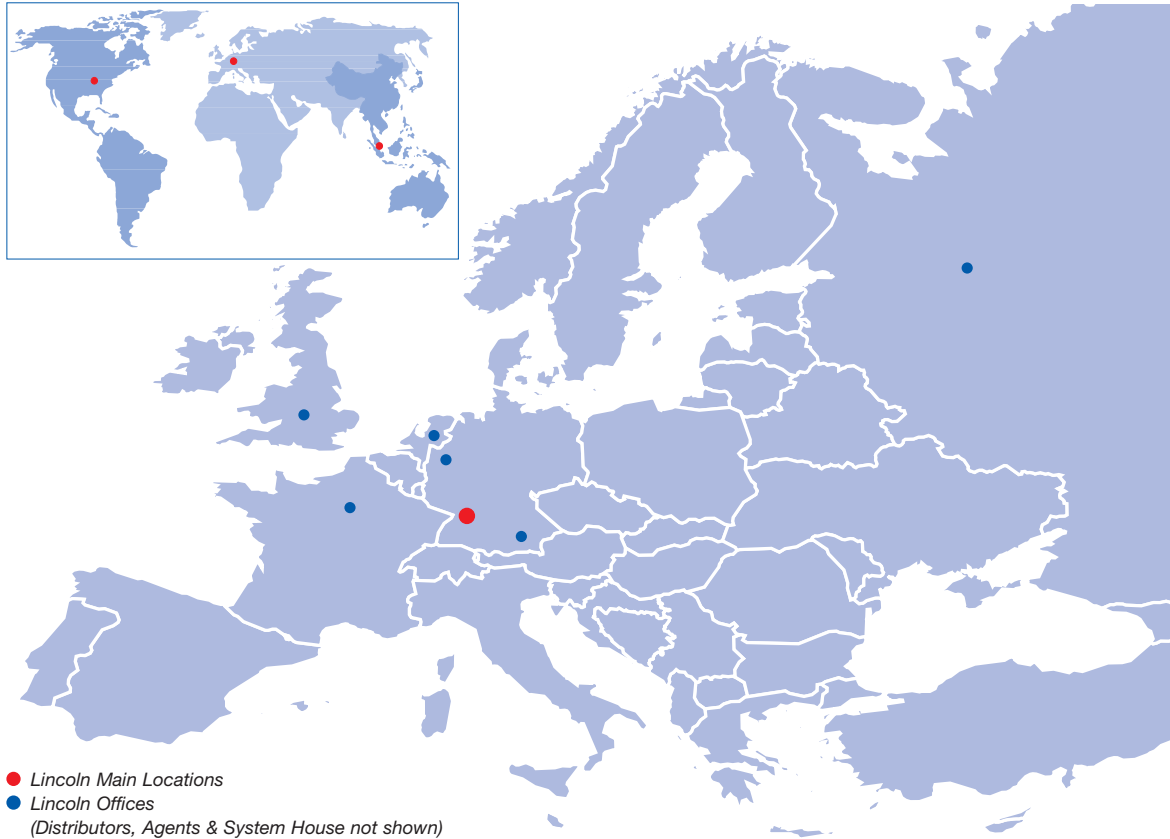 Lincoln Main Locations
Lincoln Offices
(Distributors, Agents & System House not shown)